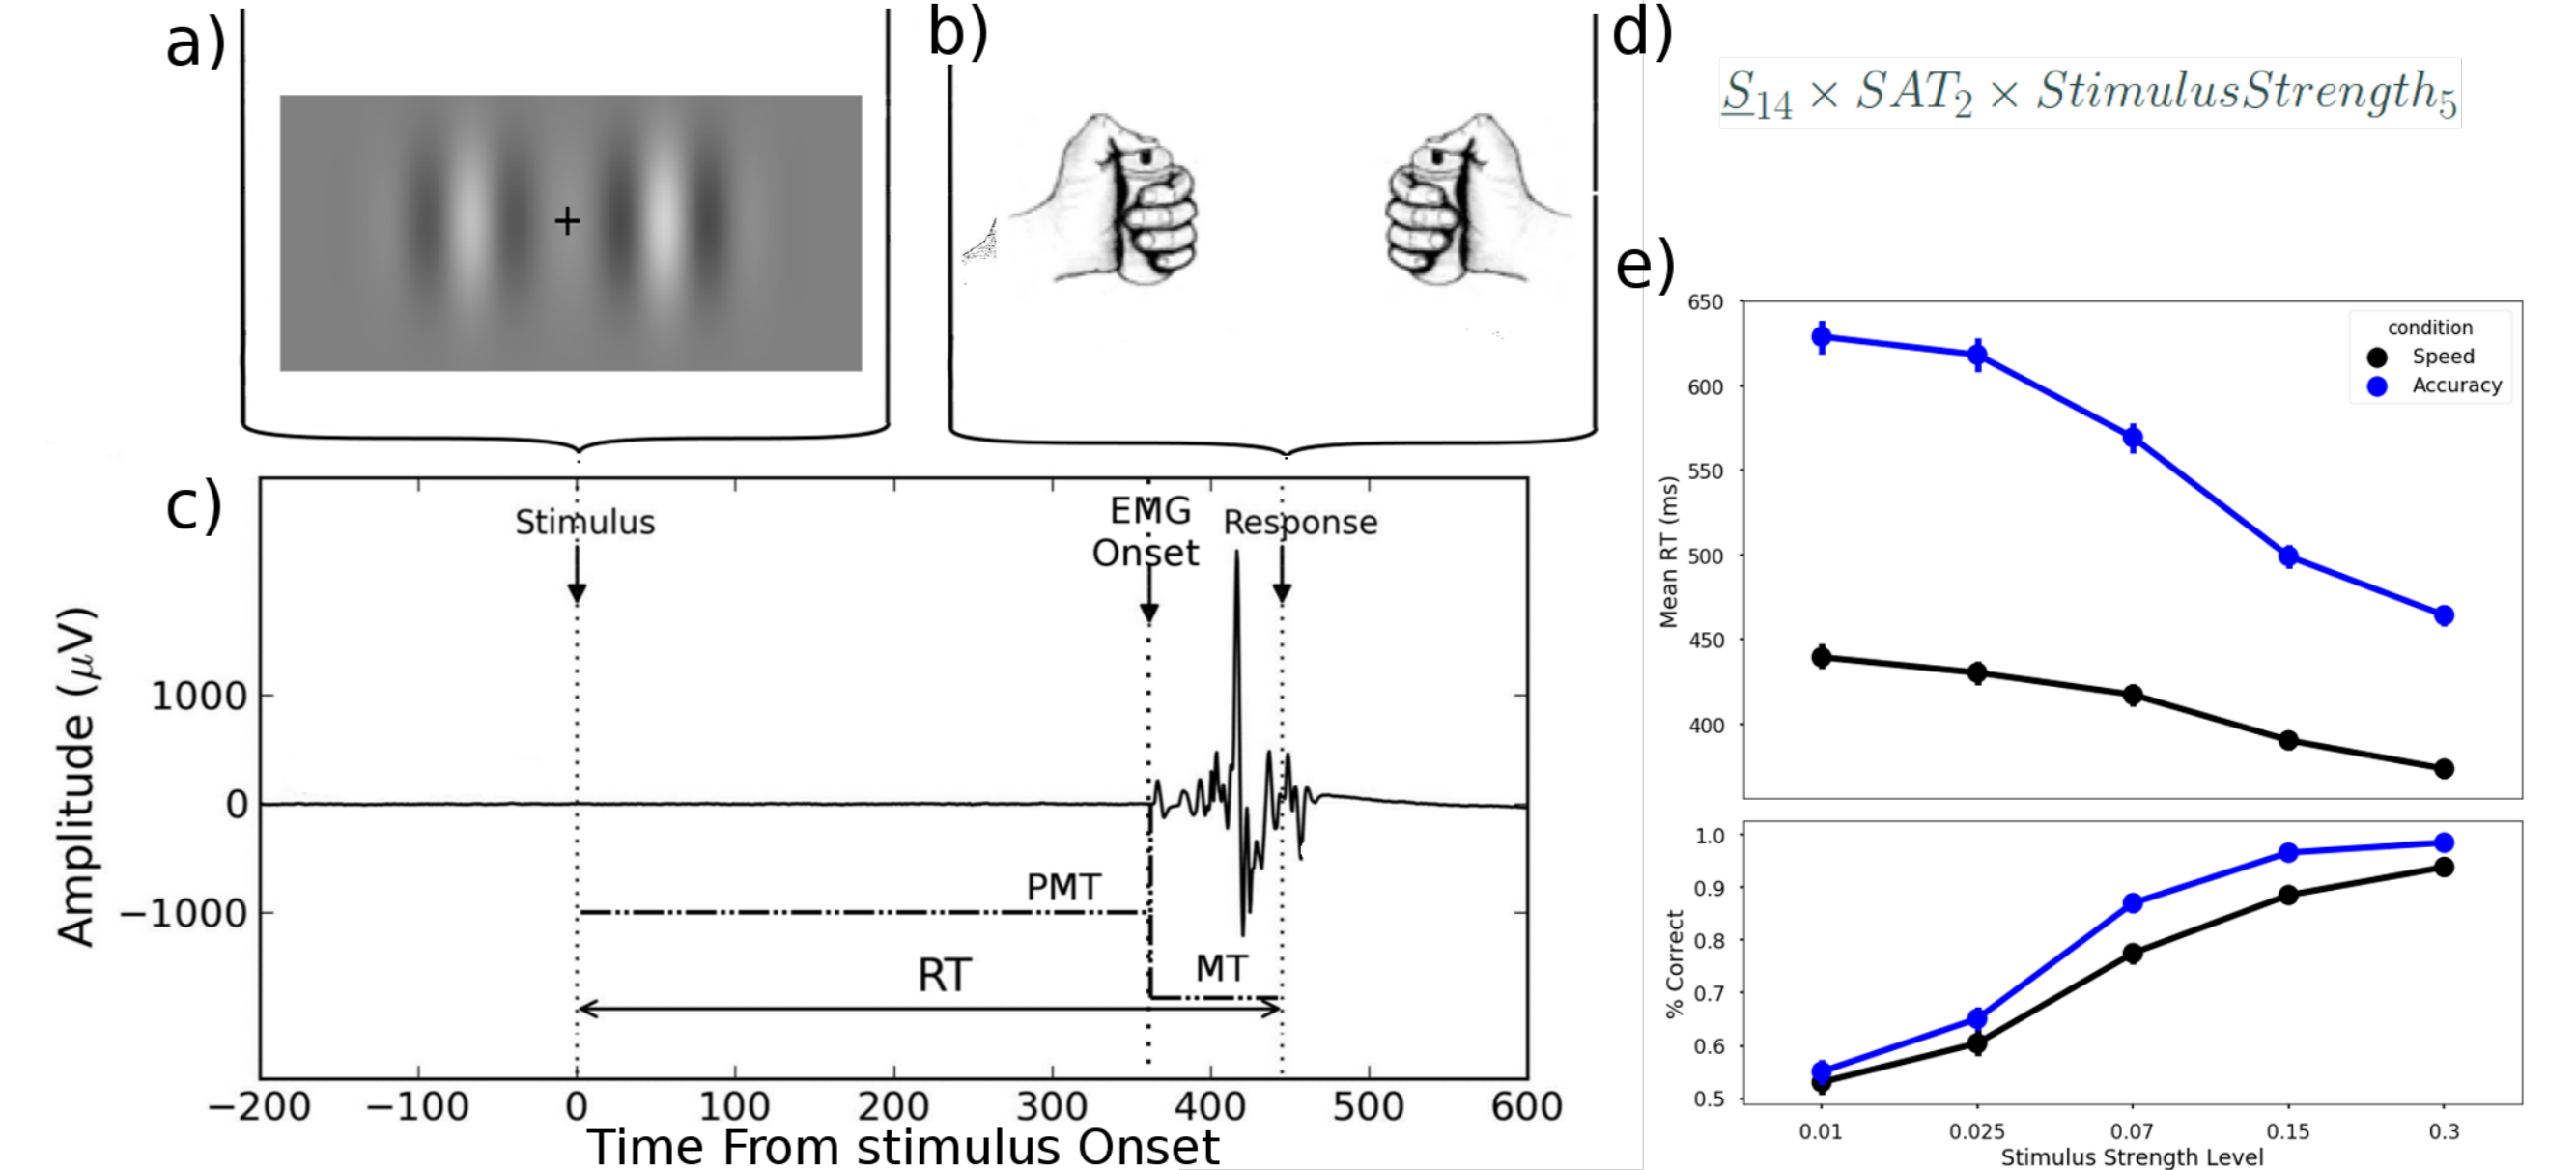 a)
+
b)
c)
Stimulus
EMG
Onset
Response
Amplitude (μV)
1000
0
−1000
PMT
RT
MT
−200 −100 0 100 200 300 400 500 600
Time From stimulus Onset
d)
S14 × SAT2 × StimulusStrength5
e)
650
600
550
500
450
400
Mean RT (ms)
condition
Speed
Accuracy
1.0
0.9
0.8
0.7
0.6
0.5
% Correct
0.01 0.025 0.07 0.15 0.3
Stimulus Strength Level